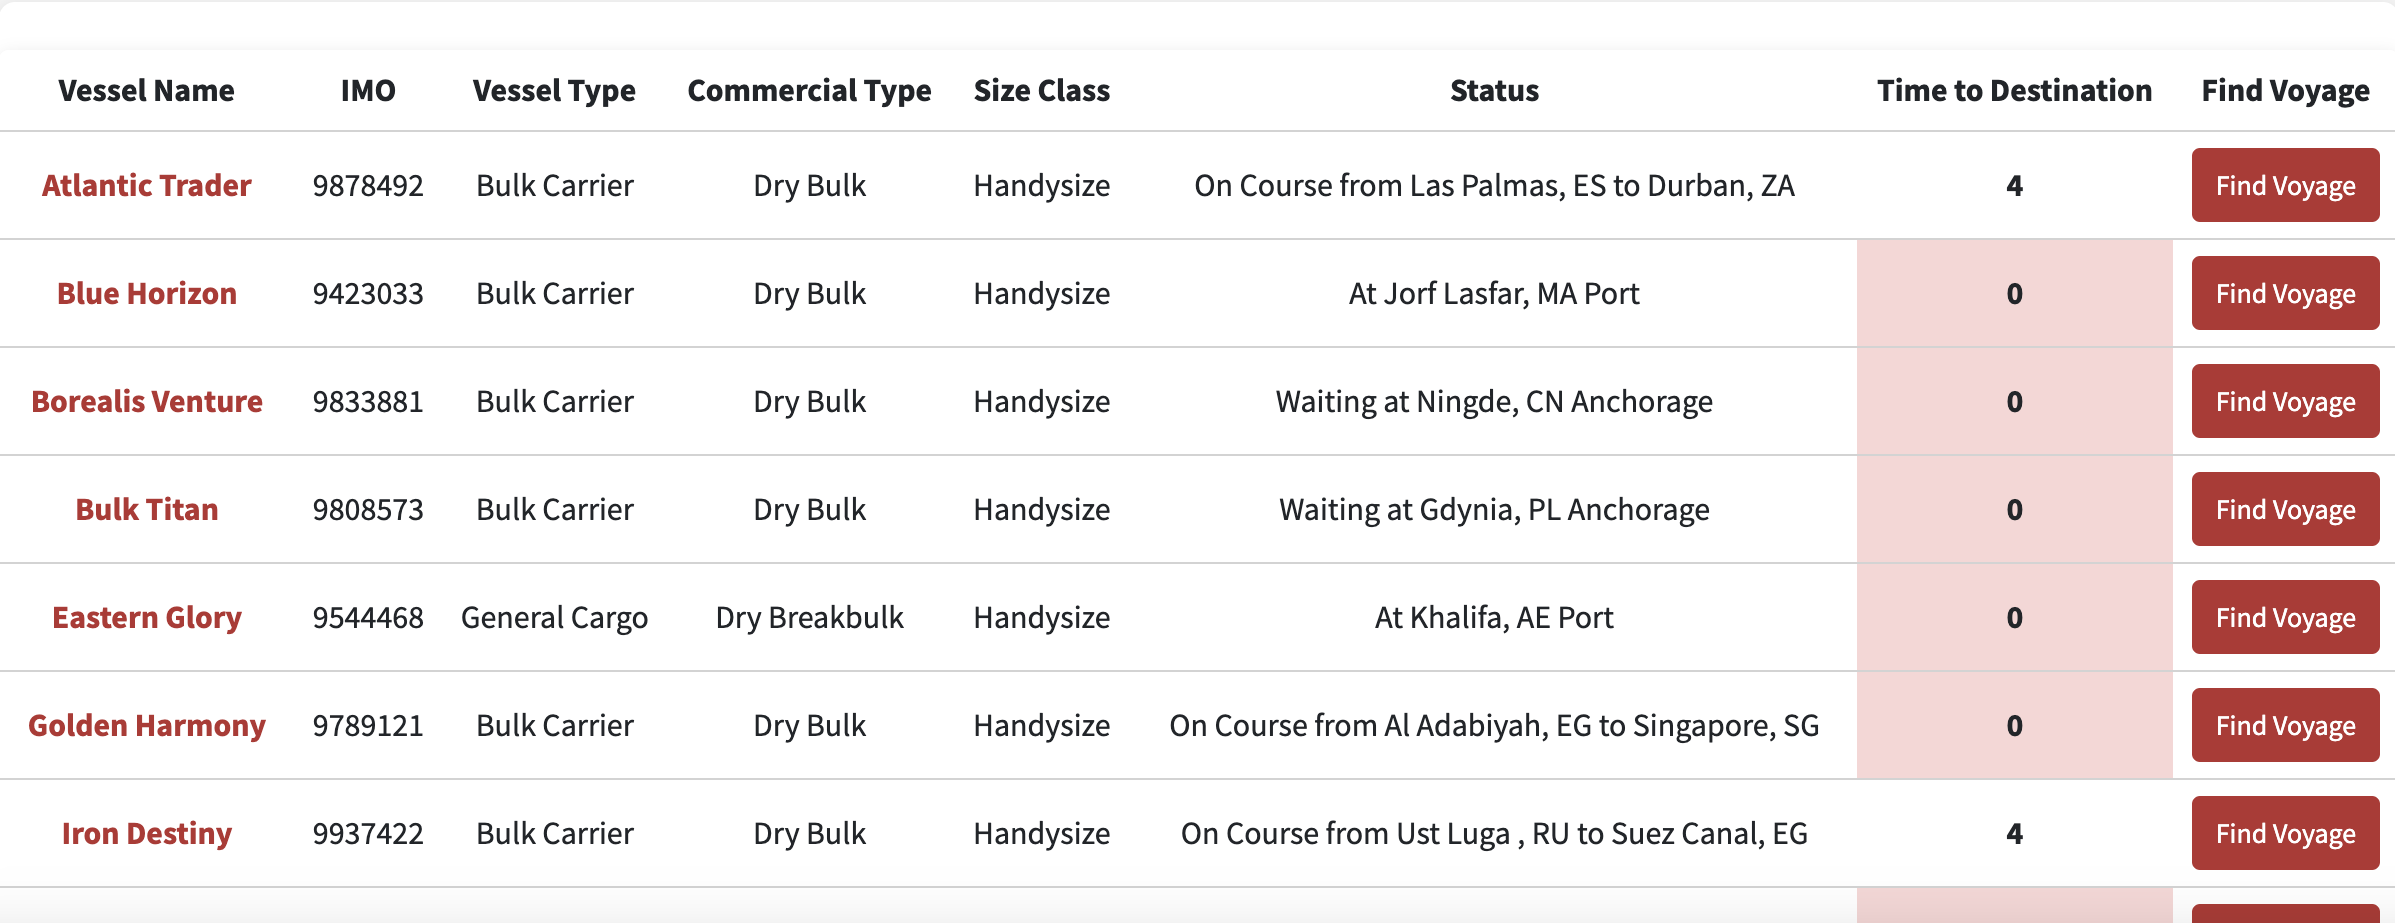 Vessel Name IMO Vessel Type Commercial Type Size Class Status Time to Destination Find Voyage
Atlantic Trader 9878492 Bulk Carrier Dry Bulk Handysize On Course from Las Palmas, ES to Durban, ZA 4 Find Voyage
Blue Horizon 9423033 Bulk Carrier Dry Bulk Handysize At Jorf Lasfar, MA Port 0 Find Voyage
Borealis Venture 9833881 Bulk Carrier Dry Bulk Handysize Waiting at Ningde, CN Anchorage 0 Find Voyage
Bulk Titan 9808573 Bulk Carrier Dry Bulk Handysize Waiting at Gdynia, PL Anchorage 0 Find Voyage
Eastern Glory 9544468 General Cargo Dry Breakbulk Handysize At Khalifa, AE Port 0 Find Voyage
Golden Harmony 9789121 Bulk Carrier Dry Bulk Handysize On Course from Al Adabiyah, EG to Singapore, SG 0 Find Voyage
Iron Destiny 9937422 Bulk Carrier Dry Bulk Handysize On Course from Ust Luga , RU to Suez Canal, EG 4 Find Voyage